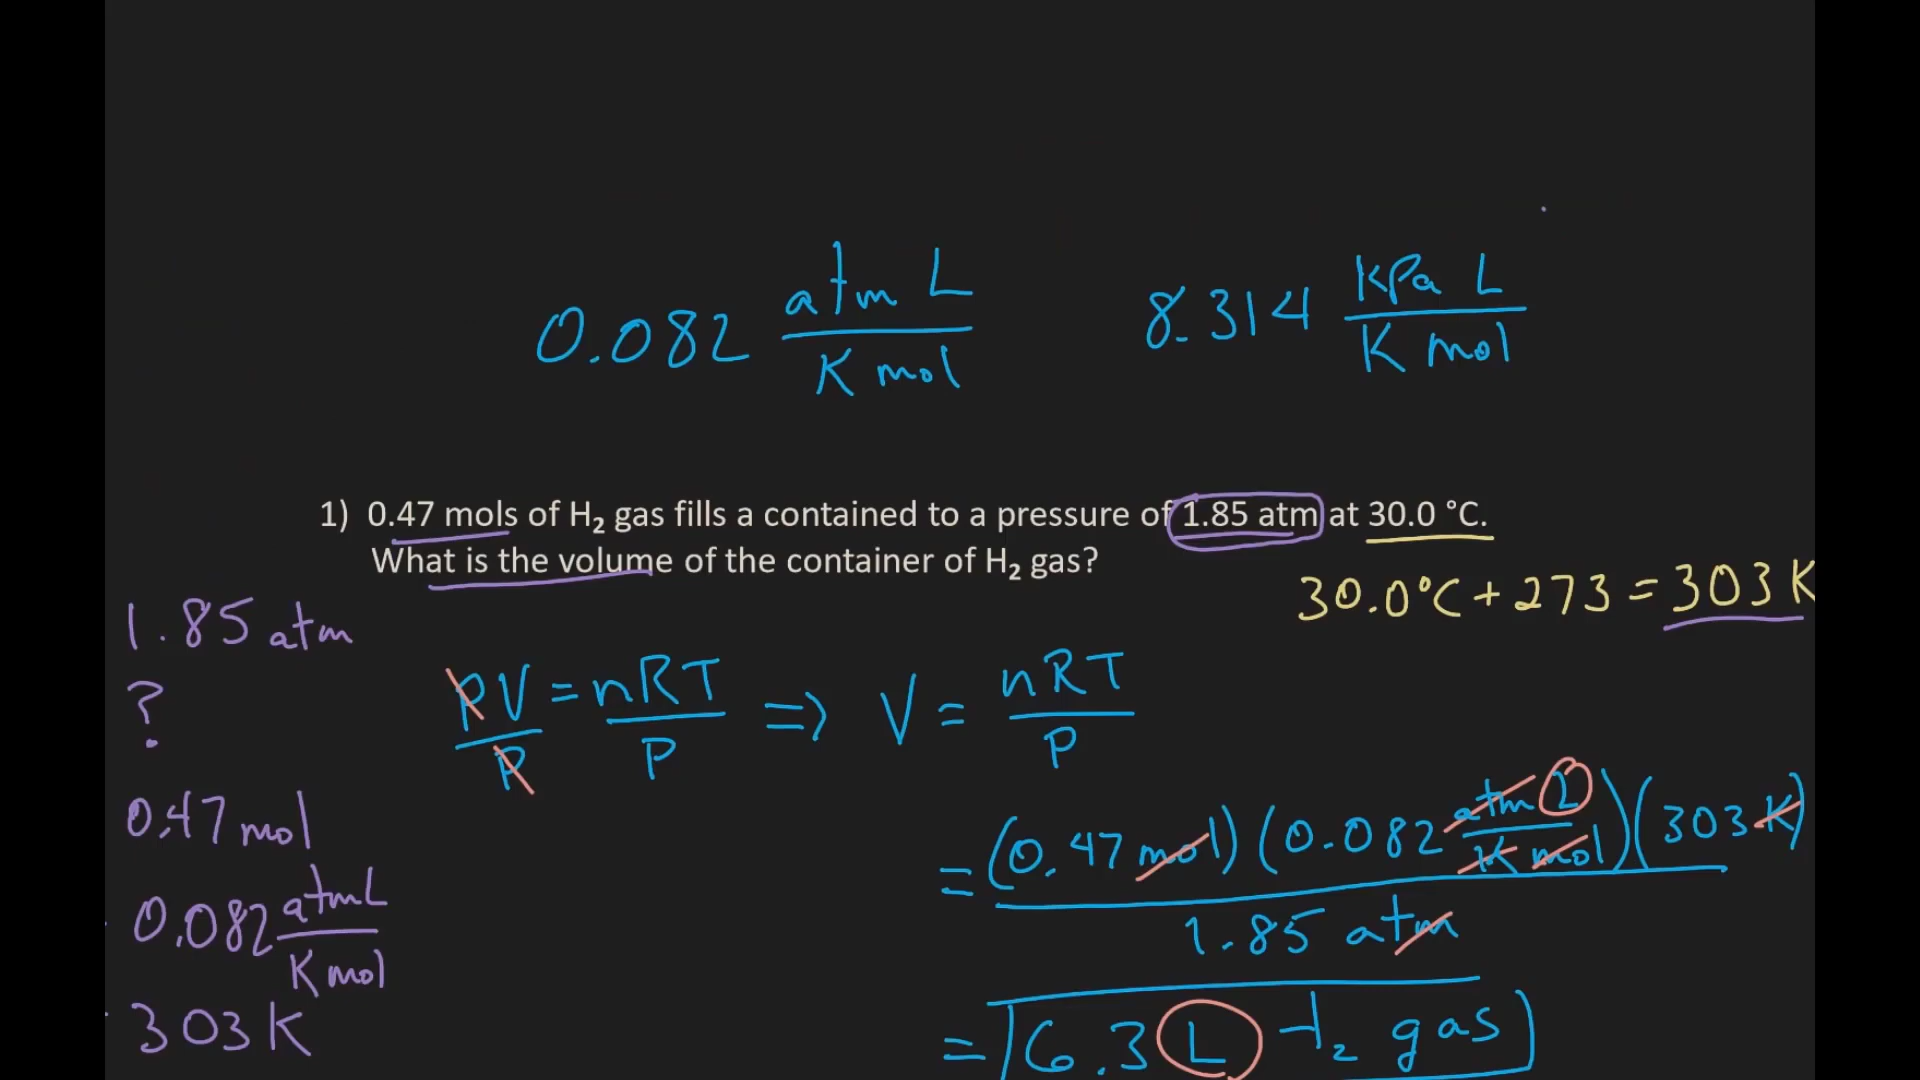 0.082 atm L / K mol
8.314 kPa L / K mol
1) 0.47 mols of H₂ gas fills a contained to a pressure of 1.85 atm at 30.0 °C.
What is the volume of the container of H₂ gas?
30.0°C + 273 = 303 K
1.85 atm
?
0.47 mol
0.082 atm L / K mol
303 K
PV / P = nRT / P => V = nRT / P
= (0.47 mol) (0.082 atm L / K mol) (303 K) / 1.85 atm
= 6.3 L H₂ gas